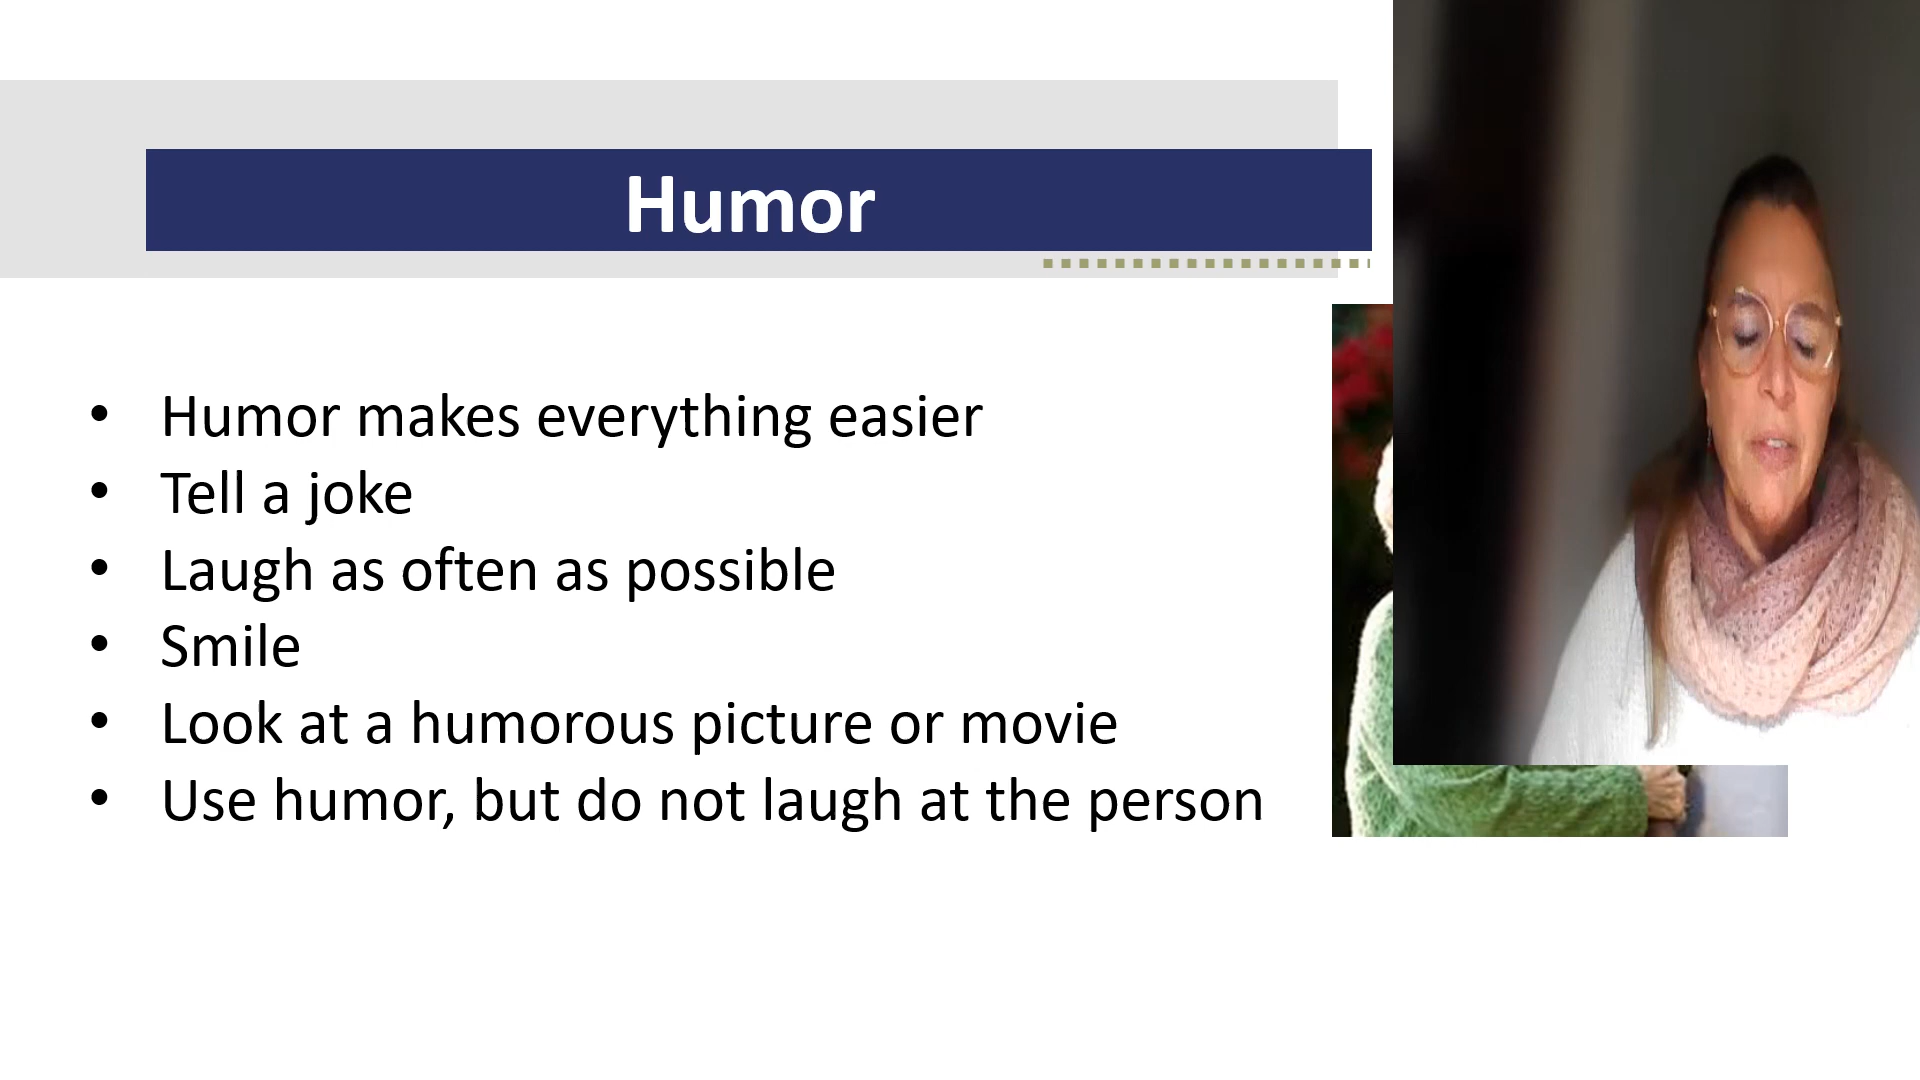 Humor
• Humor makes everything easier
• Tell a joke
• Laugh as often as possible
• Smile
• Look at a humorous picture or movie
• Use humor, but do not laugh at the person